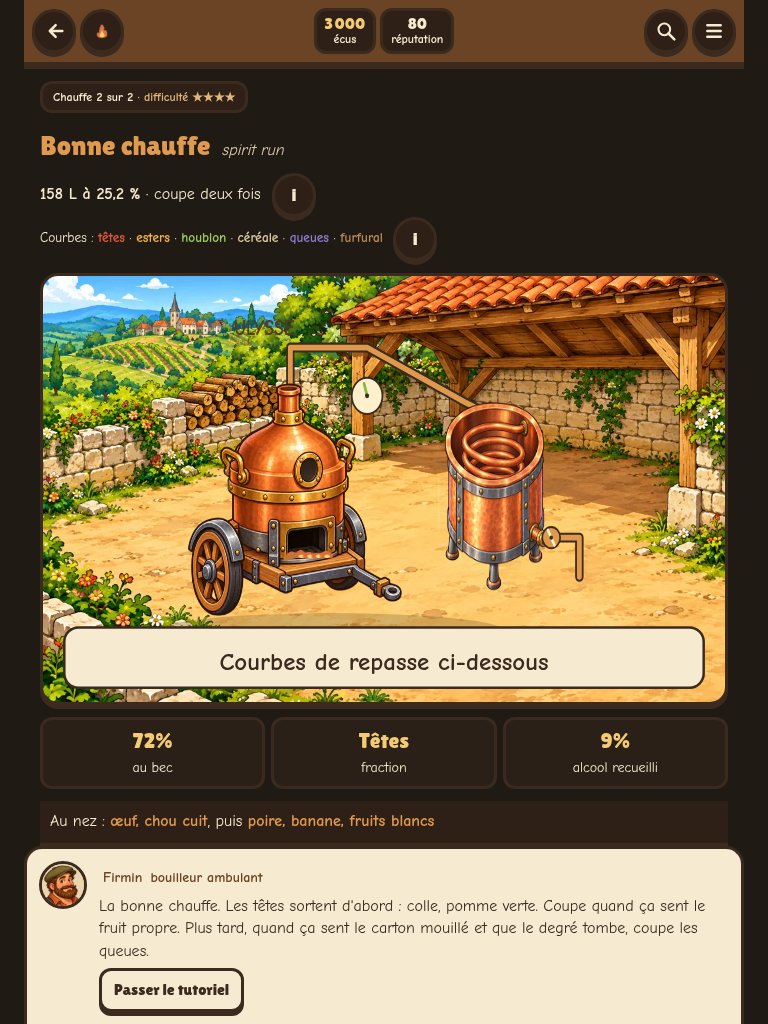 3 000
écus
80
réputation
Chauffe 2 sur 2 · difficulté ★★★★
Bonne chauffe spirit run
158 L à 25,2 % · coupe deux fois i
Courbes : têtes · esters · houblon · céréale · queues · furfural i
Courbes de repasse ci-dessous
72%
au bec
Têtes
fraction
9%
alcool recueilli
Au nez : œuf, chou cuit, puis poire, banane, fruits blancs
Firmin bouilleur ambulant
La bonne chauffe. Les têtes sortent d'abord : colle, pomme verte. Coupe quand ça sent le
fruit propre. Plus tard, quand ça sent le carton mouillé et que le degré tombe, coupe les
queues.
Passer le tutoriel